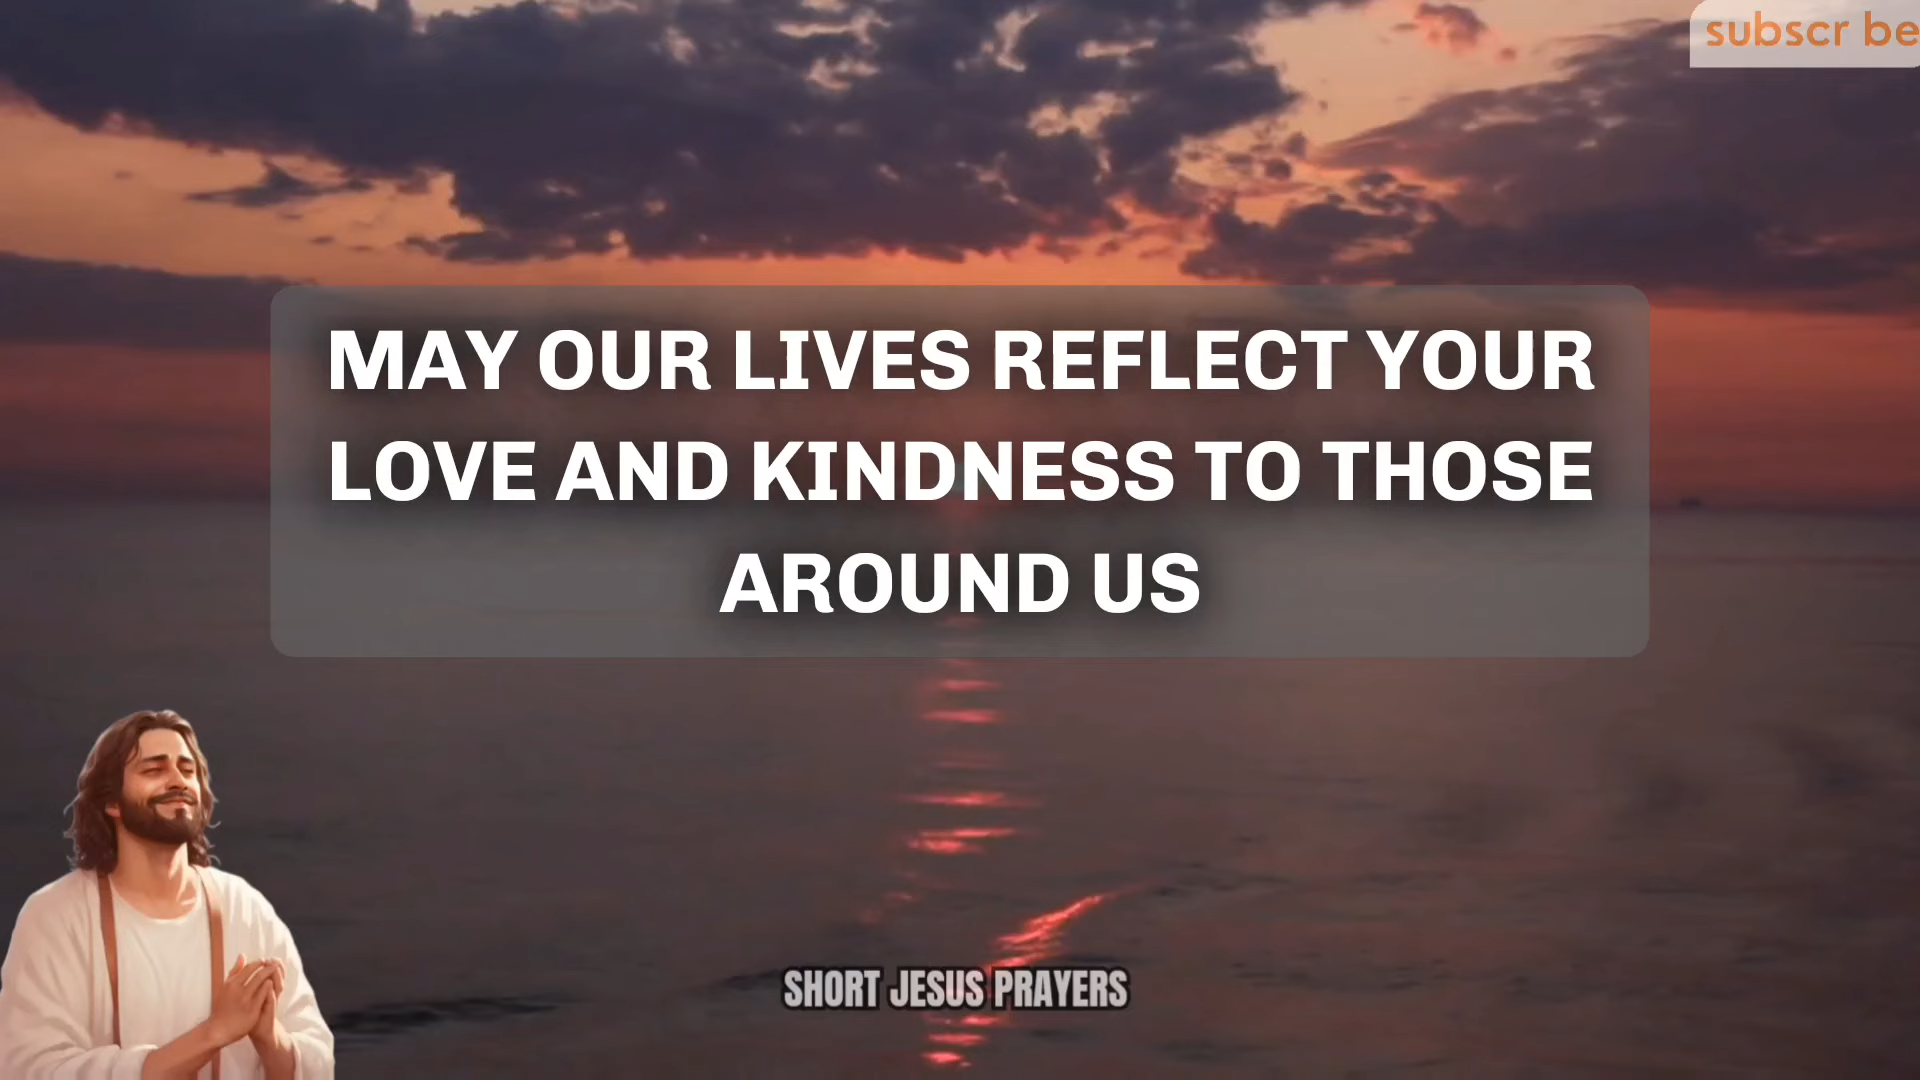 subscr be
MAY OUR LIVES REFLECT YOUR
LOVE AND KINDNESS TO THOSE
AROUND US
SHORT JESUS PRAYERS